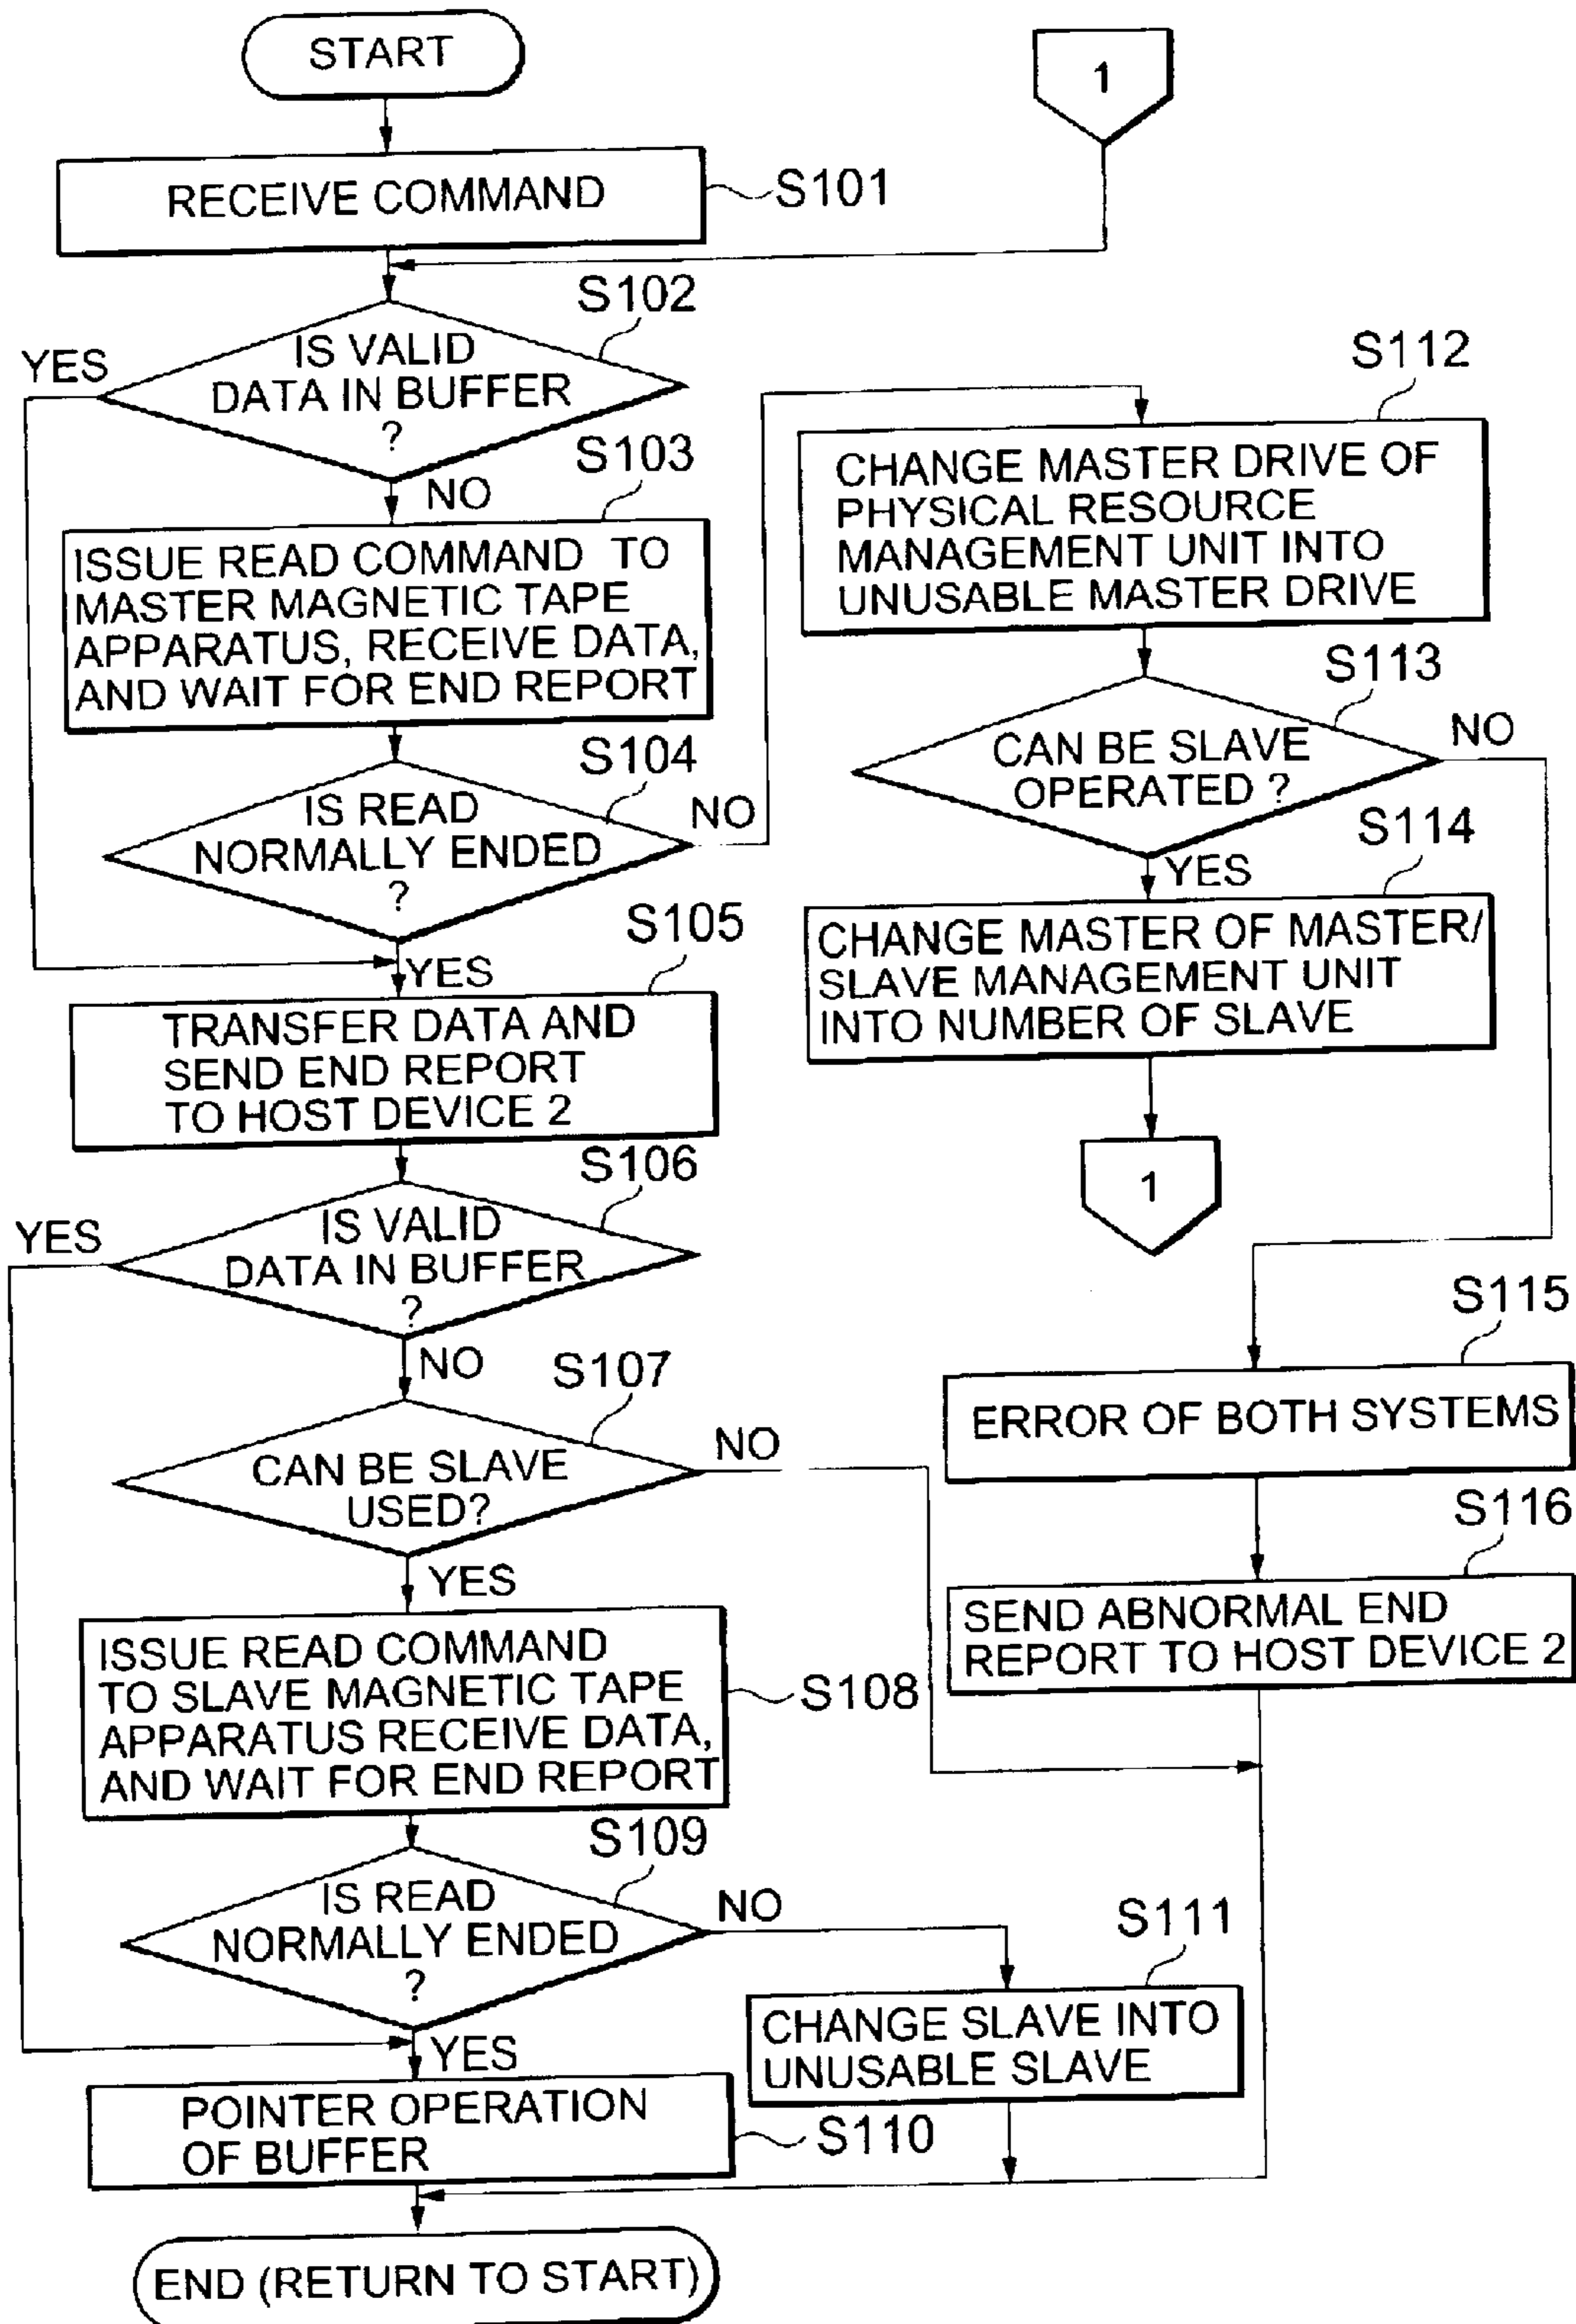 START
RECEIVE COMMAND
S101
S102
YES
IS VALID
DATA IN BUFFER
?
NO
S103
ISSUE READ COMMAND TO
MASTER MAGNETIC TAPE
APPARATUS, RECEIVE DATA,
AND WAIT FOR END REPORT
S104
IS READ
NORMALLY ENDED
?
NO
YES
S105
TRANSFER DATA AND
SEND END REPORT
TO HOST DEVICE 2
S106
YES
IS VALID
DATA IN BUFFER
?
NO
S107
CAN BE SLAVE
USED?
NO
YES
ISSUE READ COMMAND
TO SLAVE MAGNETIC TAPE
APPARATUS RECEIVE DATA,
AND WAIT FOR END REPORT
S108
S109
IS READ
NORMALLY ENDED
?
NO
YES
S111
CHANGE SLAVE INTO
UNUSABLE SLAVE
POINTER OPERATION
OF BUFFER
S110
END (RETURN TO START)
1
S112
CHANGE MASTER DRIVE OF
PHYSICAL RESOURCE
MANAGEMENT UNIT INTO
UNUSABLE MASTER DRIVE
S113
CAN BE SLAVE
OPERATED ?
NO
YES
S114
CHANGE MASTER OF MASTER/
SLAVE MANAGEMENT UNIT
INTO NUMBER OF SLAVE
1
S115
ERROR OF BOTH SYSTEMS
S116
SEND ABNORMAL END
REPORT TO HOST DEVICE 2